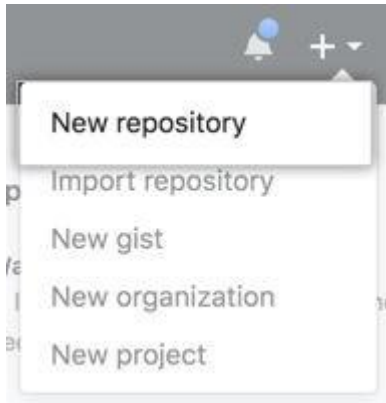 New repository
Import repository
New gist
New organization
New project